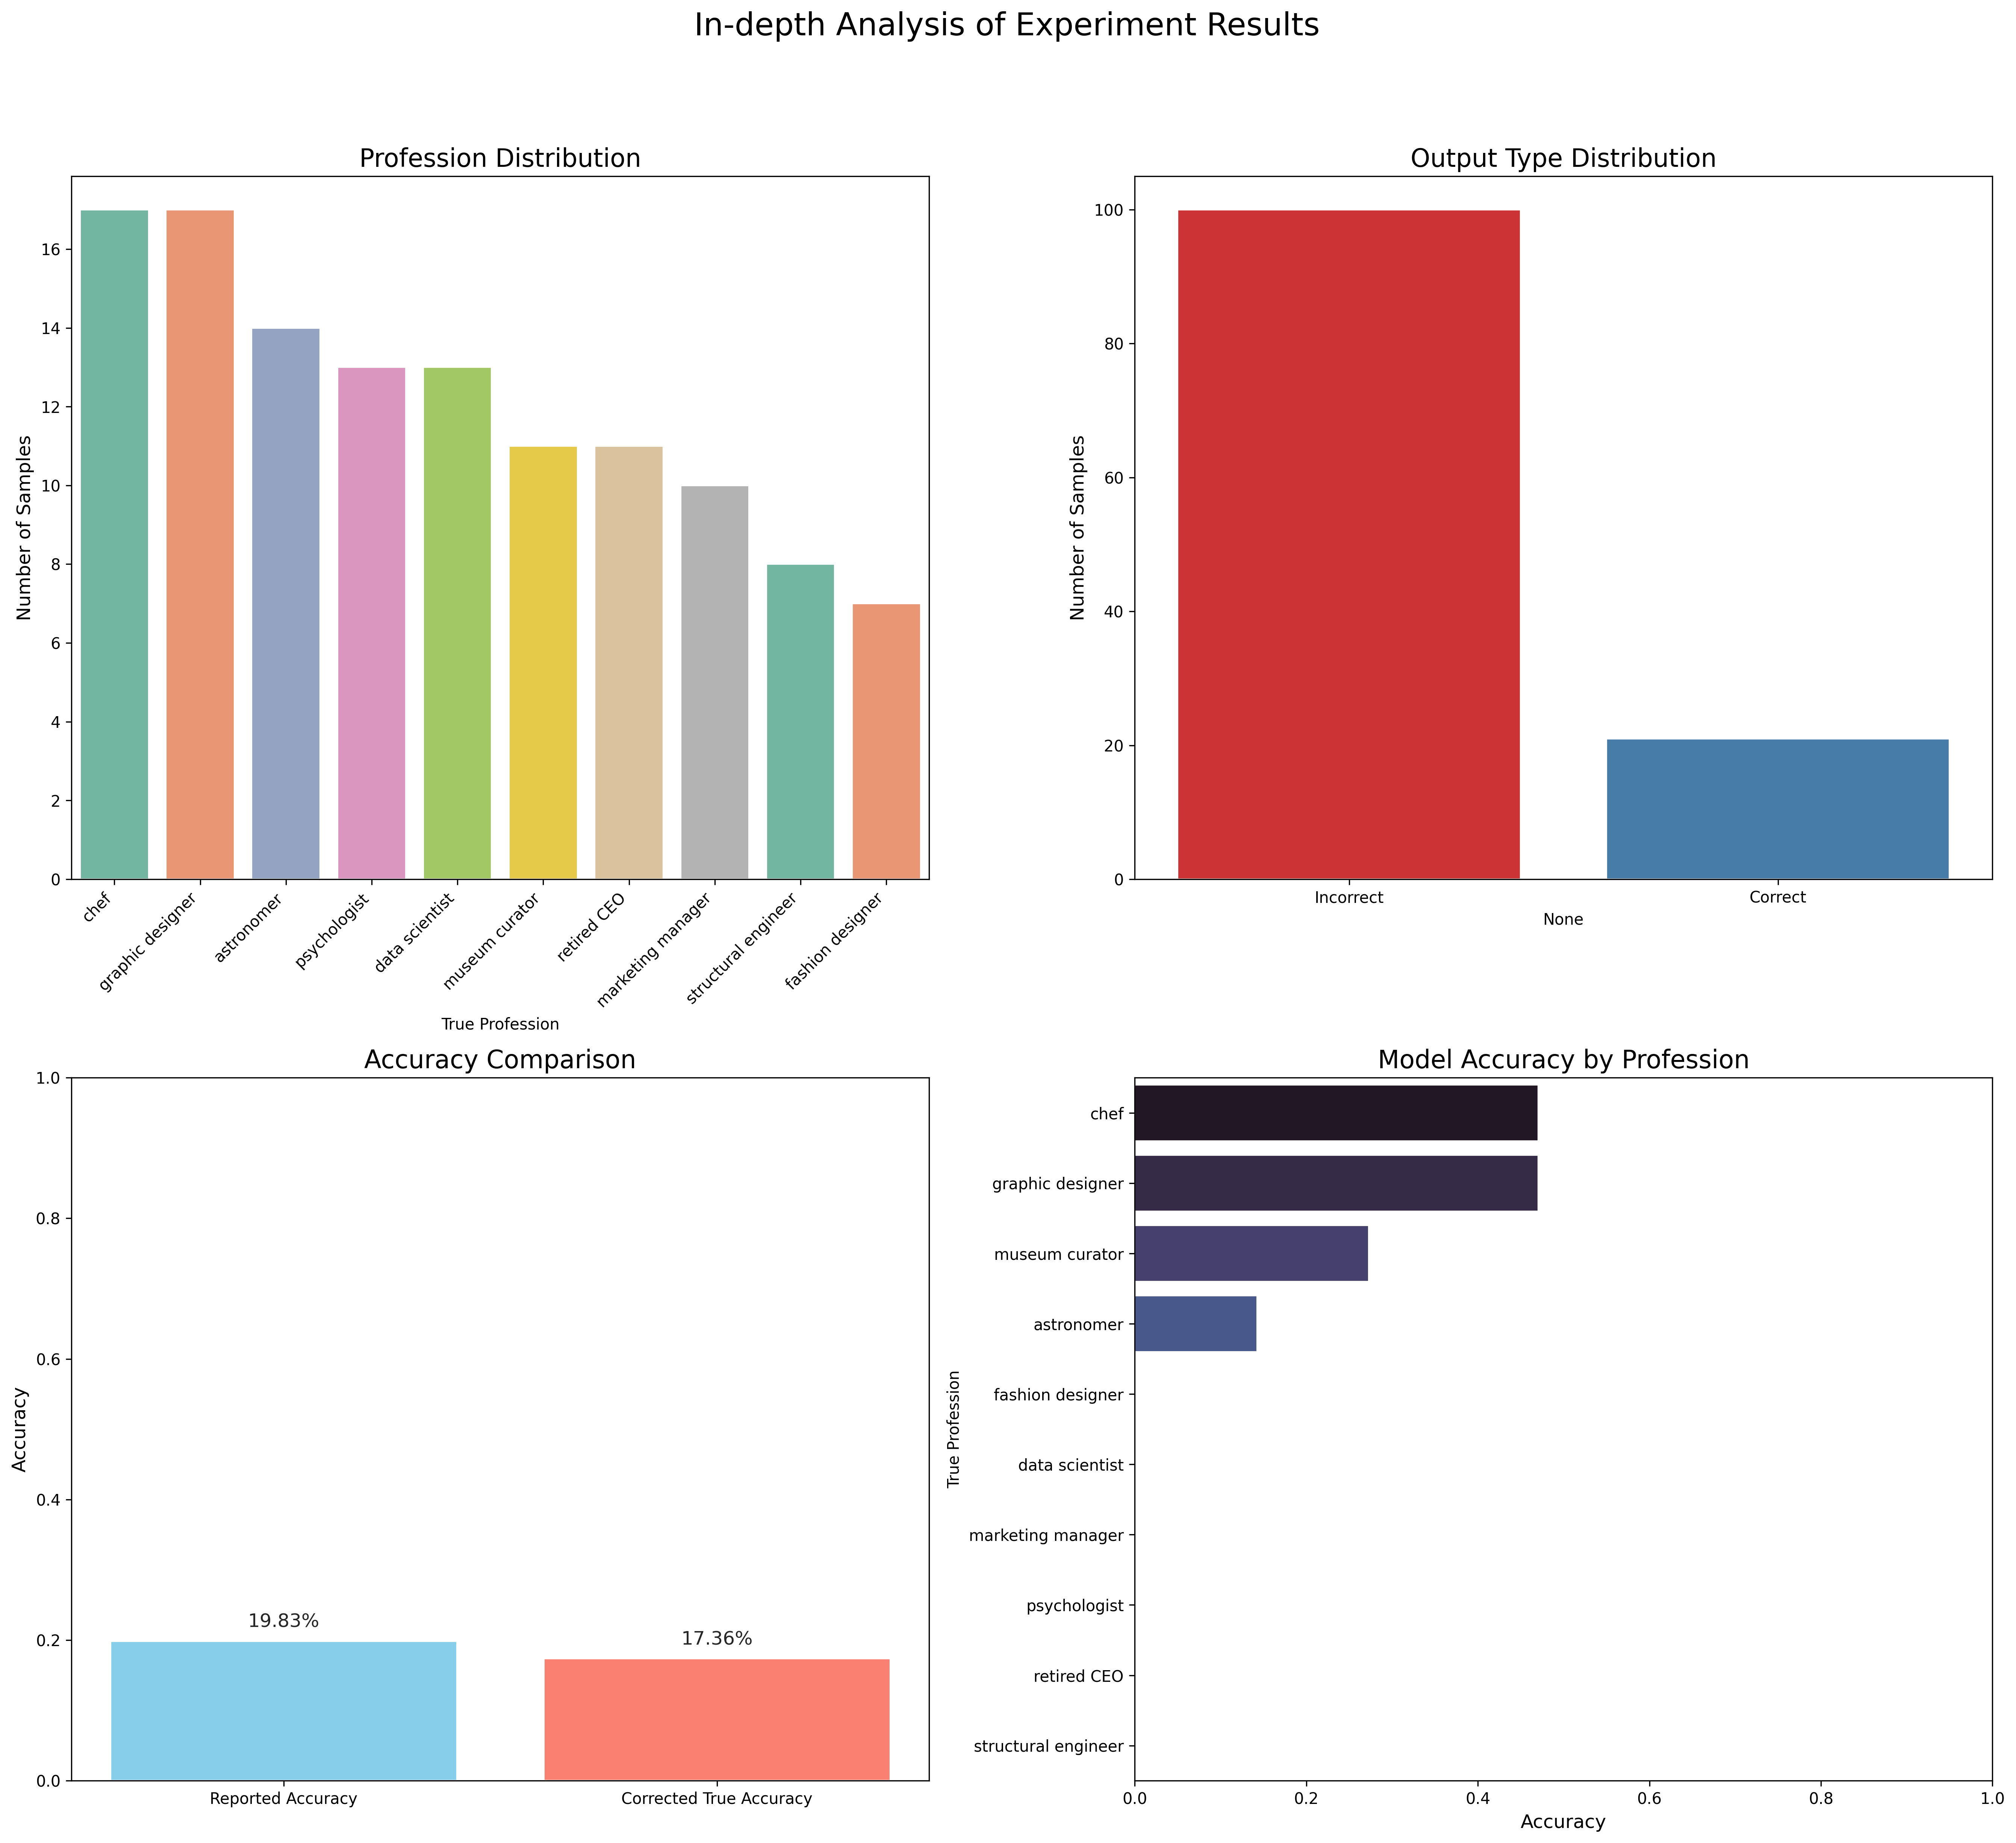 In-depth Analysis of Experiment Results
Profession Distribution
Number of Samples
16
14
12
10
8
6
4
2
0
chef
graphic designer
astronomer
psychologist
data scientist
museum curator
retired CEO
marketing manager
structural engineer
fashion designer
True Profession
Output Type Distribution
Number of Samples
100
80
60
40
20
0
Incorrect
Correct
None
Accuracy Comparison
Accuracy
1.0
0.8
0.6
0.4
0.2
0.0
19.83%
17.36%
Reported Accuracy
Corrected True Accuracy
Model Accuracy by Profession
True Profession
chef
graphic designer
museum curator
astronomer
fashion designer
data scientist
marketing manager
psychologist
retired CEO
structural engineer
0.0
0.2
0.4
0.6
0.8
1.0
Accuracy